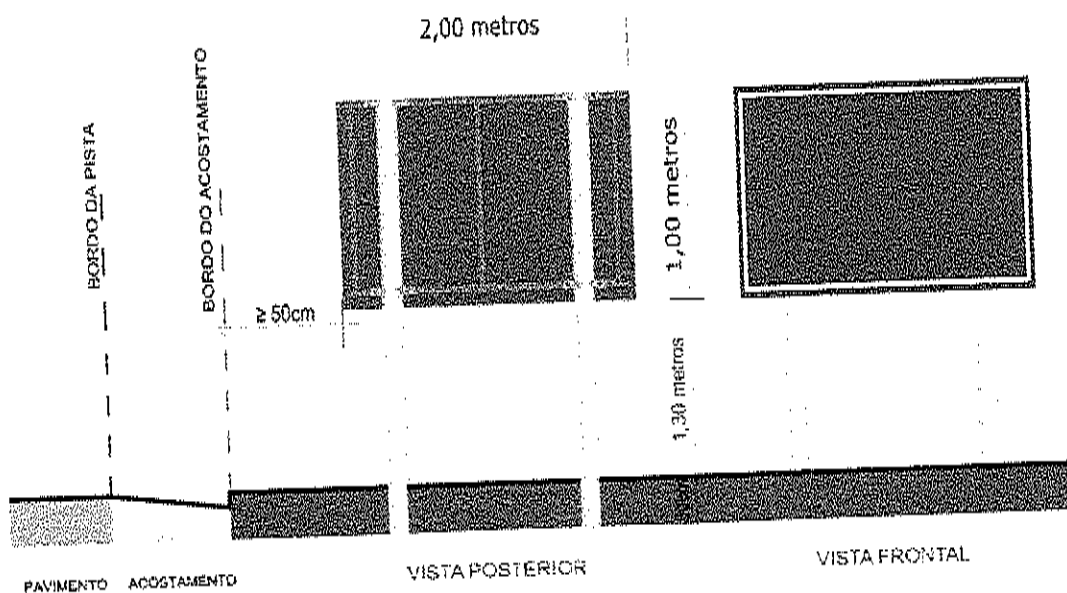 2,00 metros
BORDO DA PISTA
BORDO DO ACOSTAMENTO
1,00 metros
≥ 50cm
1,30 metros
PAVIMENTO
ACOSTAMENTO
VISTA POSTERIOR
VISTA FRONTAL